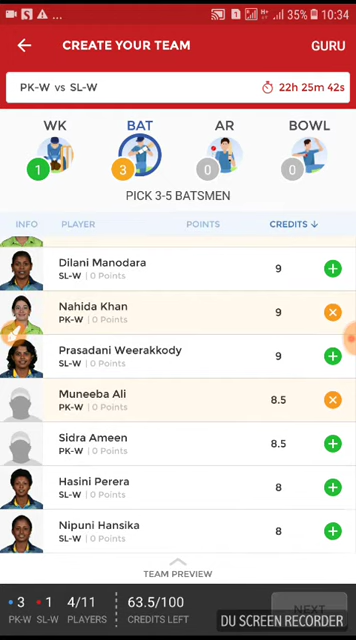 35% 10:34
CREATE YOUR TEAM GURU
PK-W vs SL-W 22h 25m 42s
WK BAT AR BOWL
1 3 0 0
PICK 3-5 BATSMEN
INFO PLAYER POINTS CREDITS ↓
Dilani Manodara
SL-W | 0 Points 9
Nahida Khan
PK-W | 0 Points 9
Prasadani Weerakkody
SL-W | 0 Points 9
Muneeba Ali
PK-W | 0 Points 8.5
Sidra Ameen
PK-W | 0 Points 8.5
Hasini Perera
SL-W | 0 Points 8
Nipuni Hansika
SL-W | 0 Points 8
TEAM PREVIEW
3 1 4/11 63.5/100
PK-W SL-W PLAYERS CREDITS LEFT
NEXT
DU SCREEN RECORDER